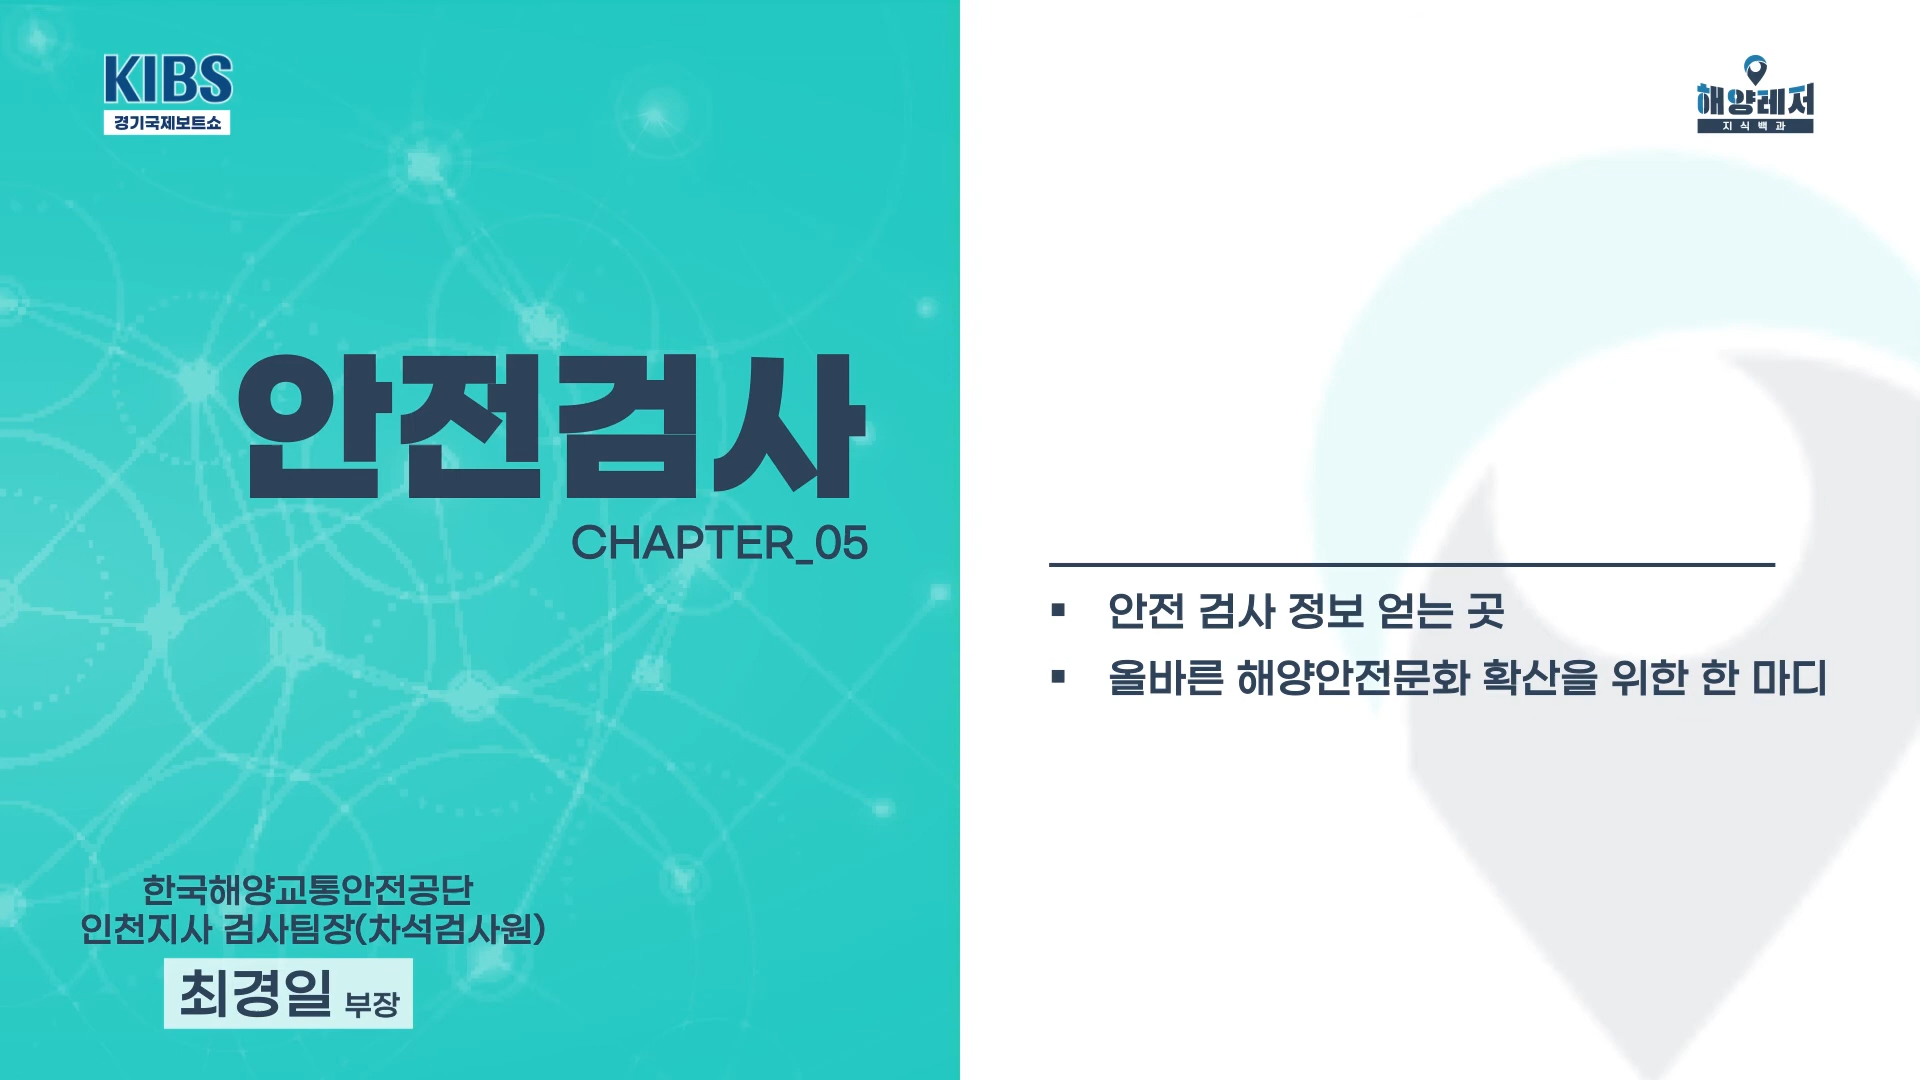 KIBS
경기국제보트쇼
안전검사
CHAPTER_05
한국해양교통안전공단
인천지사 검사팀장(차석검사원)
최경일 부장
해양레저
지식백과
▪ 안전 검사 정보 얻는 곳
▪ 올바른 해양안전문화 확산을 위한 한 마디